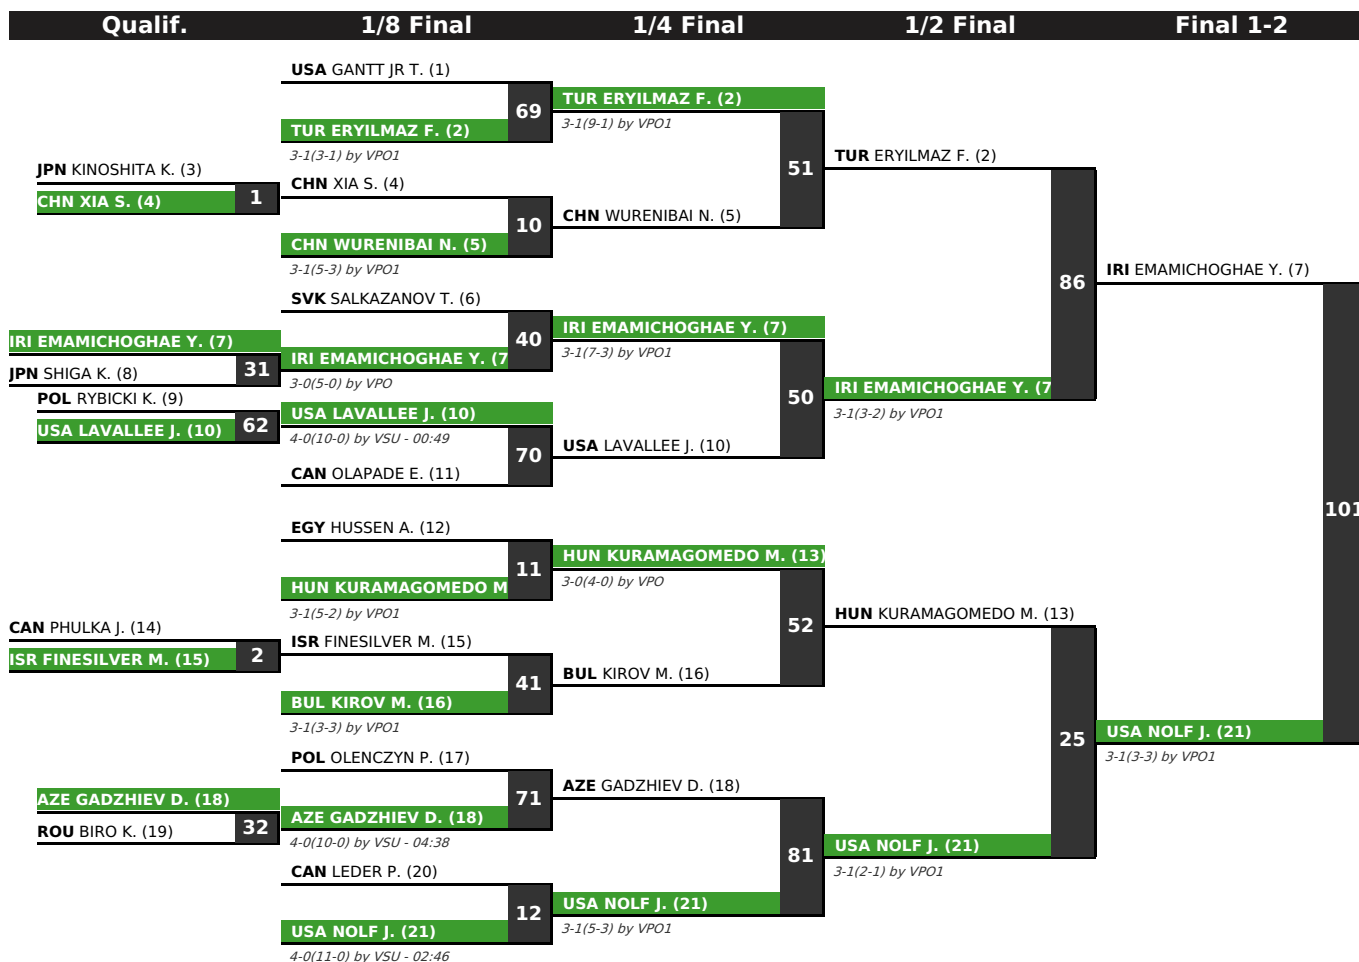 Qualif. 1/8 Final 1/4 Final 1/2 Final Final 1-2
USA GANTT JR T. (1)
69
TUR ERYILMAZ F. (2)
3-1(3-1) by VPO1
JPN KINOSHITA K. (3)
CHN XIA S. (4)
1
CHN XIA S. (4)
10
CHN WURENIBAI N. (5)
3-1(5-3) by VPO1
SVK SALKAZANOV T. (6)
40
IRI EMAMICHOGHAE Y. (7)
JPN SHIGA K. (8)
31
IRI EMAMICHOGHAE Y. (7
3-0(5-0) by VPO
POL RYBICKI K. (9)
USA LAVALLEE J. (10)
62
USA LAVALLEE J. (10)
4-0(10-0) by VSU - 00:49
70
CAN OLAPADE E. (11)
EGY HUSSEN A. (12)
11
HUN KURAMAGOMEDO M
3-1(5-2) by VPO1
CAN PHULKA J. (14)
ISR FINESILVER M. (15)
2
ISR FINESILVER M. (15)
41
BUL KIROV M. (16)
3-1(3-3) by VPO1
POL OLENCZYN P. (17)
71
AZE GADZHIEV D. (18)
ROU BIRO K. (19)
32
AZE GADZHIEV D. (18)
4-0(10-0) by VSU - 04:38
CAN LEDER P. (20)
12
USA NOLF J. (21)
4-0(11-0) by VSU - 02:46
TUR ERYILMAZ F. (2)
3-1(9-1) by VPO1
51
CHN WURENIBAI N. (5)
IRI EMAMICHOGHAE Y. (7)
3-1(7-3) by VPO1
50
USA LAVALLEE J. (10)
HUN KURAMAGOMEDO M. (13)
3-0(4-0) by VPO
52
BUL KIROV M. (16)
AZE GADZHIEV D. (18)
81
USA NOLF J. (21)
3-1(5-3) by VPO1
TUR ERYILMAZ F. (2)
86
IRI EMAMICHOGHAE Y. (7
3-1(3-2) by VPO1
HUN KURAMAGOMEDO M. (13)
25
USA NOLF J. (21)
3-1(2-1) by VPO1
IRI EMAMICHOGHAE Y. (7)
101
USA NOLF J. (21)
3-1(3-3) by VPO1